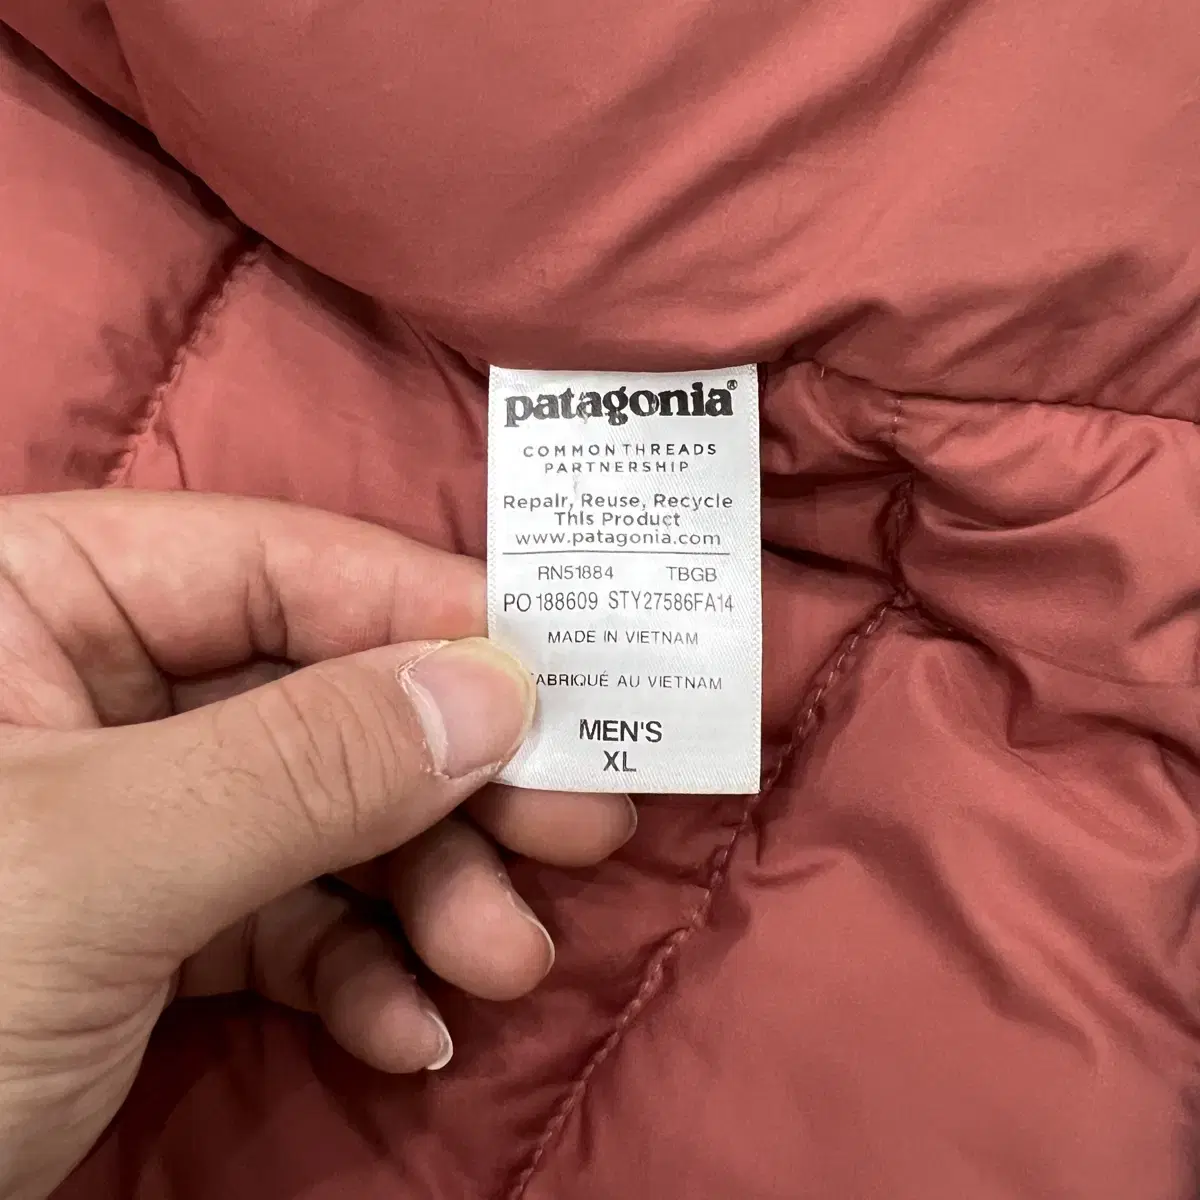 patagonia®
COMMON THREADS
PARTNERSHIP
Repair, Reuse, Recycle
This Product
www.patagonia.com
RN51884 TBGB
PO 188609 STY27586FA14
MADE IN VIETNAM
ABRIQUÉ AU VIETNAM
MEN'S
XL